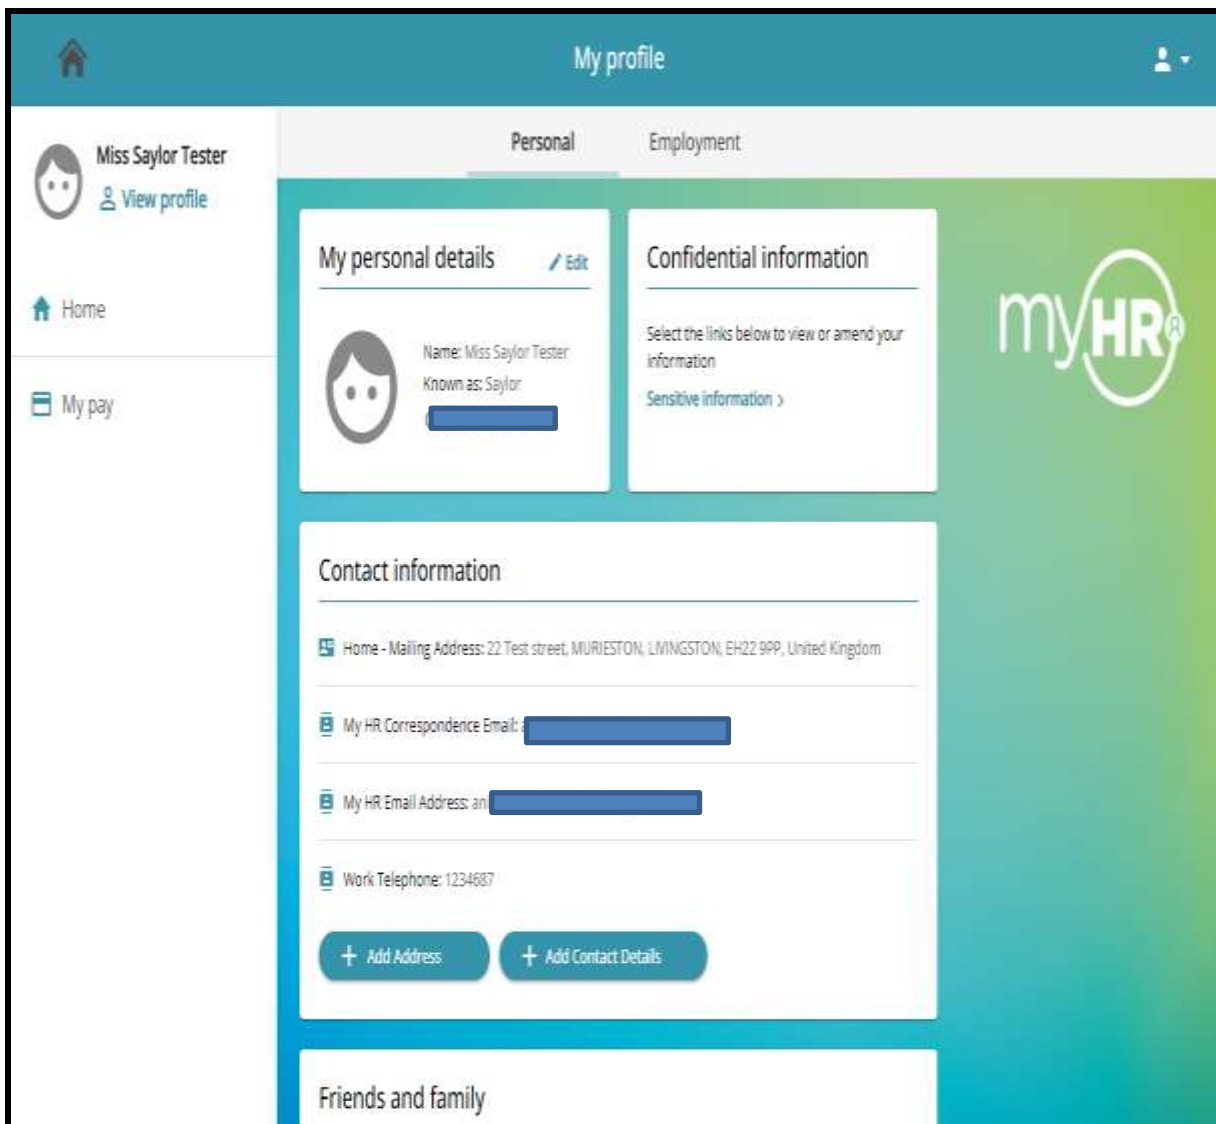 My profile
Miss Saylor Tester
View profile
Home
My pay
Personal
Employment
My personal details
Edit
Name: Miss Saylor Tester
Known as: Saylor
Confidential information
Select the links below to view or amend your
information
Sensitive information >
myHR
Contact information
Home - Mailing Address: 22 Test street, MURIESTON, LIVINGSTON, EH22 9PP, United Kingdom
My HR Correspondence Email:
My HR Email Address: an
Work Telephone: 1234687
+ Add Address
+ Add Contact Details
Friends and family